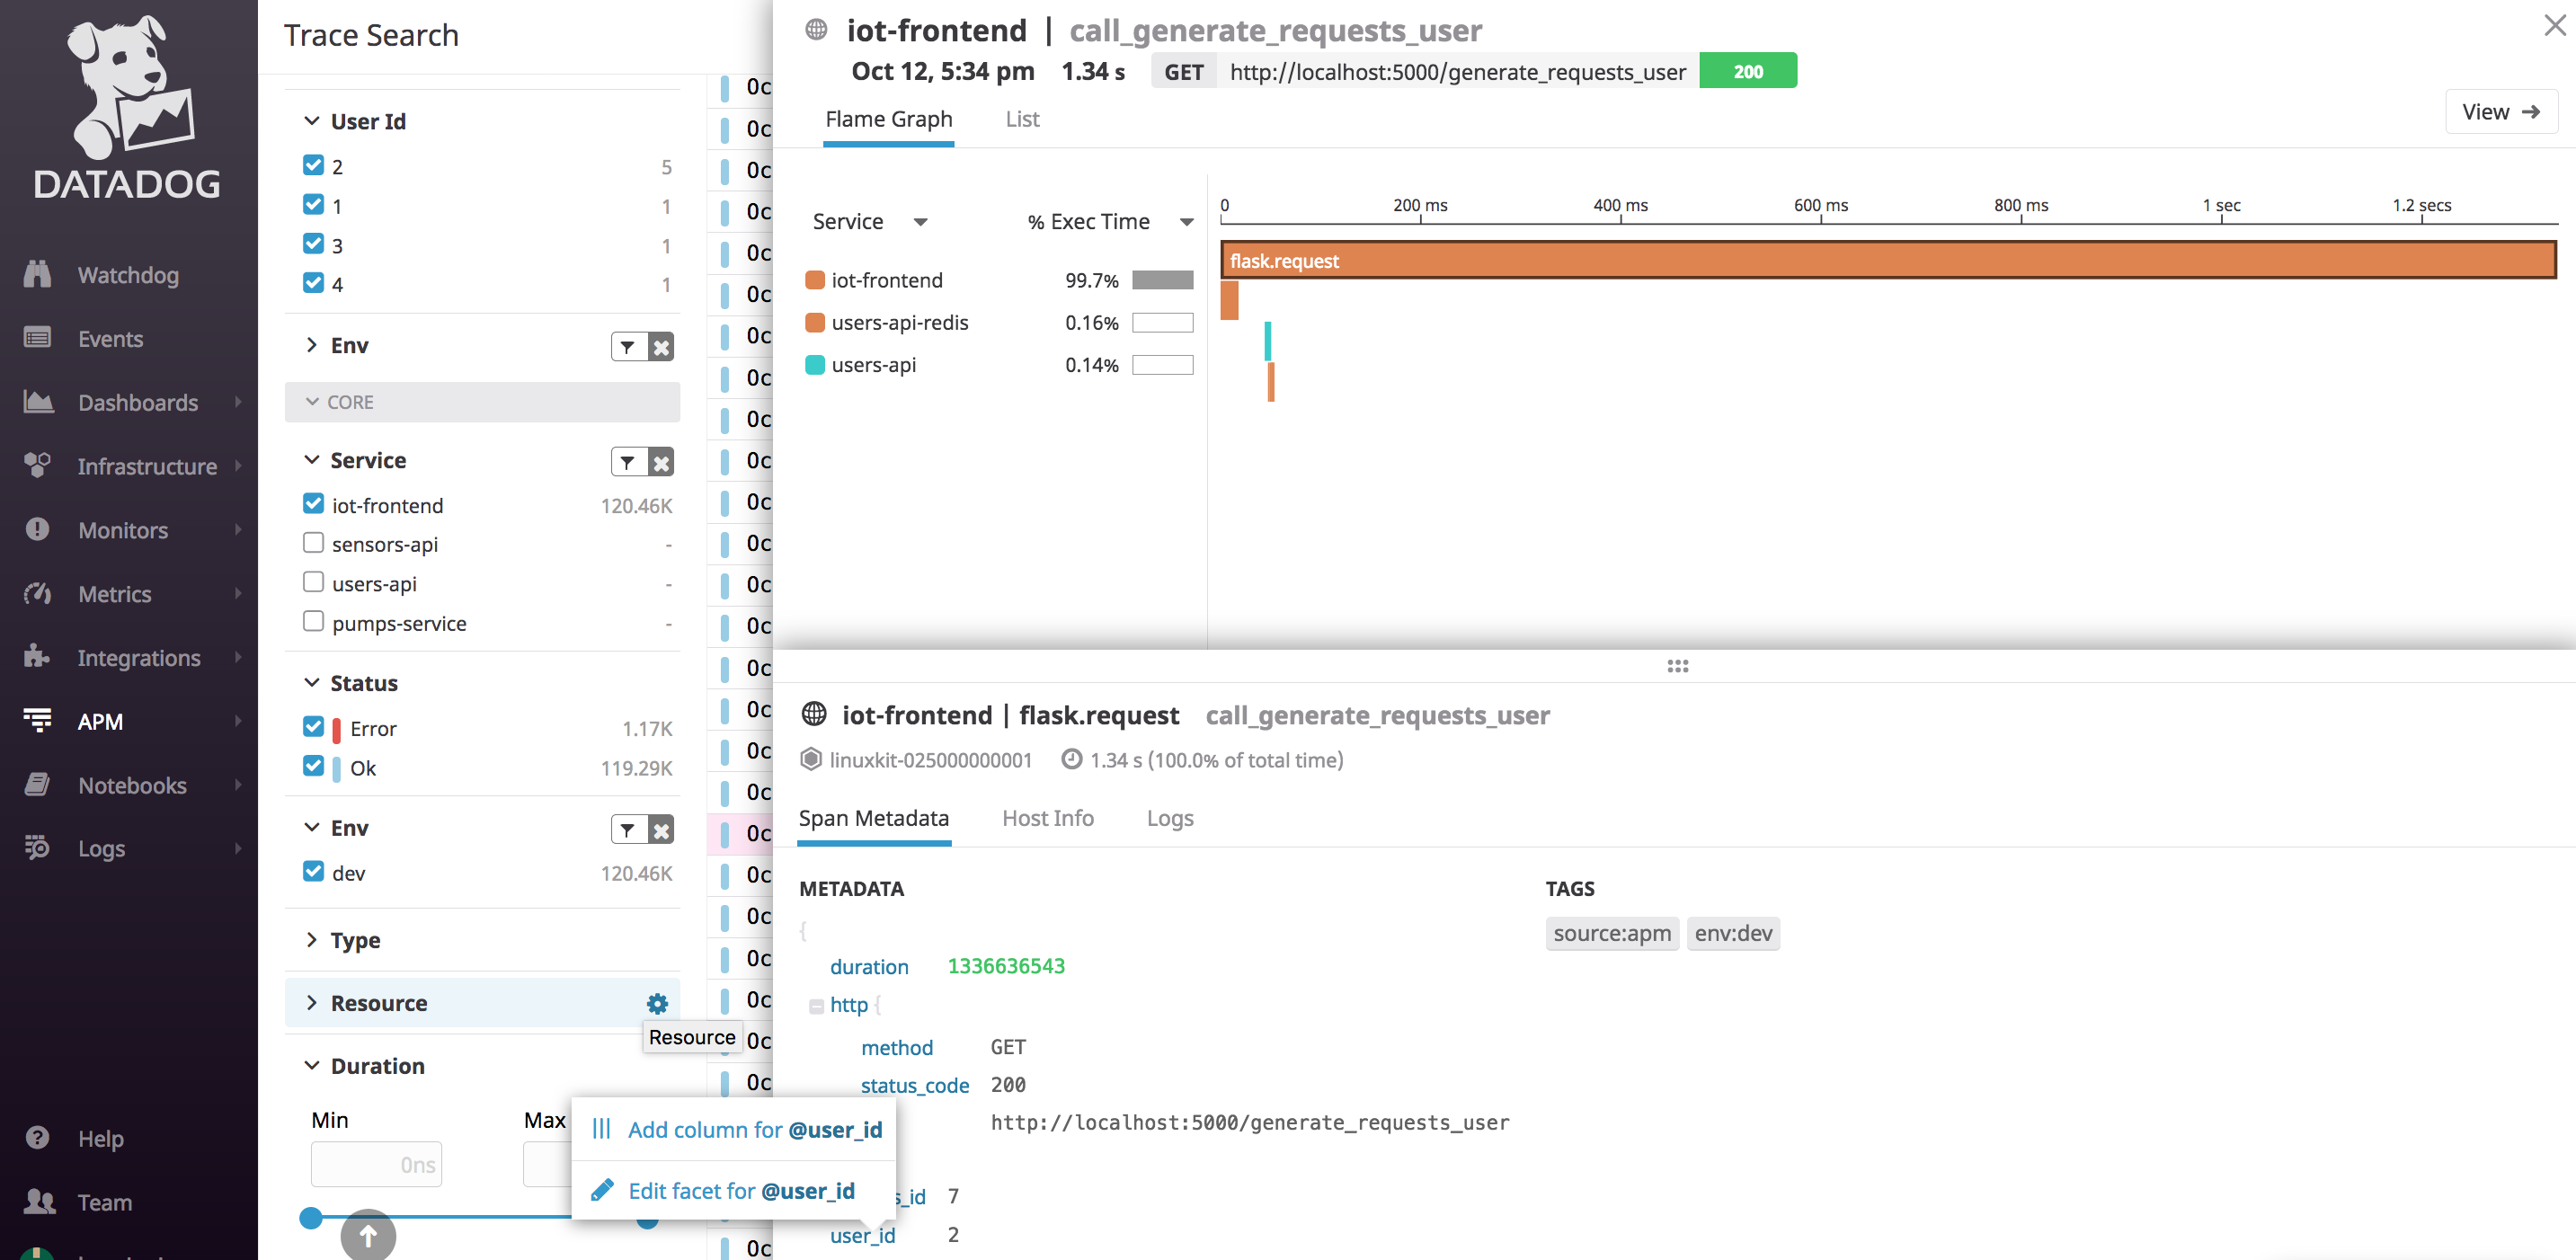 DATADOG
Watchdog
Events
Dashboards
Infrastructure
Monitors
Metrics
Integrations
APM
Notebooks
Logs
Help
Team
Trace Search
User Id
2 5
1 1
3 1
4 1
Env
CORE
Service
iot-frontend 120.46K
sensors-api -
users-api -
pumps-service -
Status
Error 1.17K
Ok 119.29K
Env
dev 120.46K
Type
Resource
Resource
Duration
Min Max
0ns
Add column for @user_id
Edit facet for @user_id
iot-frontend | call_generate_requests_user
Oct 12, 5:34 pm 1.34 s GET http://localhost:5000/generate_requests_user 200
Flame Graph List
View →
Service % Exec Time
iot-frontend 99.7%
users-api-redis 0.16%
users-api 0.14%
0 200 ms 400 ms 600 ms 800 ms 1 sec 1.2 secs
flask.request
iot-frontend | flask.request call_generate_requests_user
linuxkit-025000000001 1.34 s (100.0% of total time)
Span Metadata Host Info Logs
METADATA
{
duration 1336636543
http {
method GET
status_code 200
http://localhost:5000/generate_requests_user
s_id 7
user_id 2
TAGS
source:apm env:dev